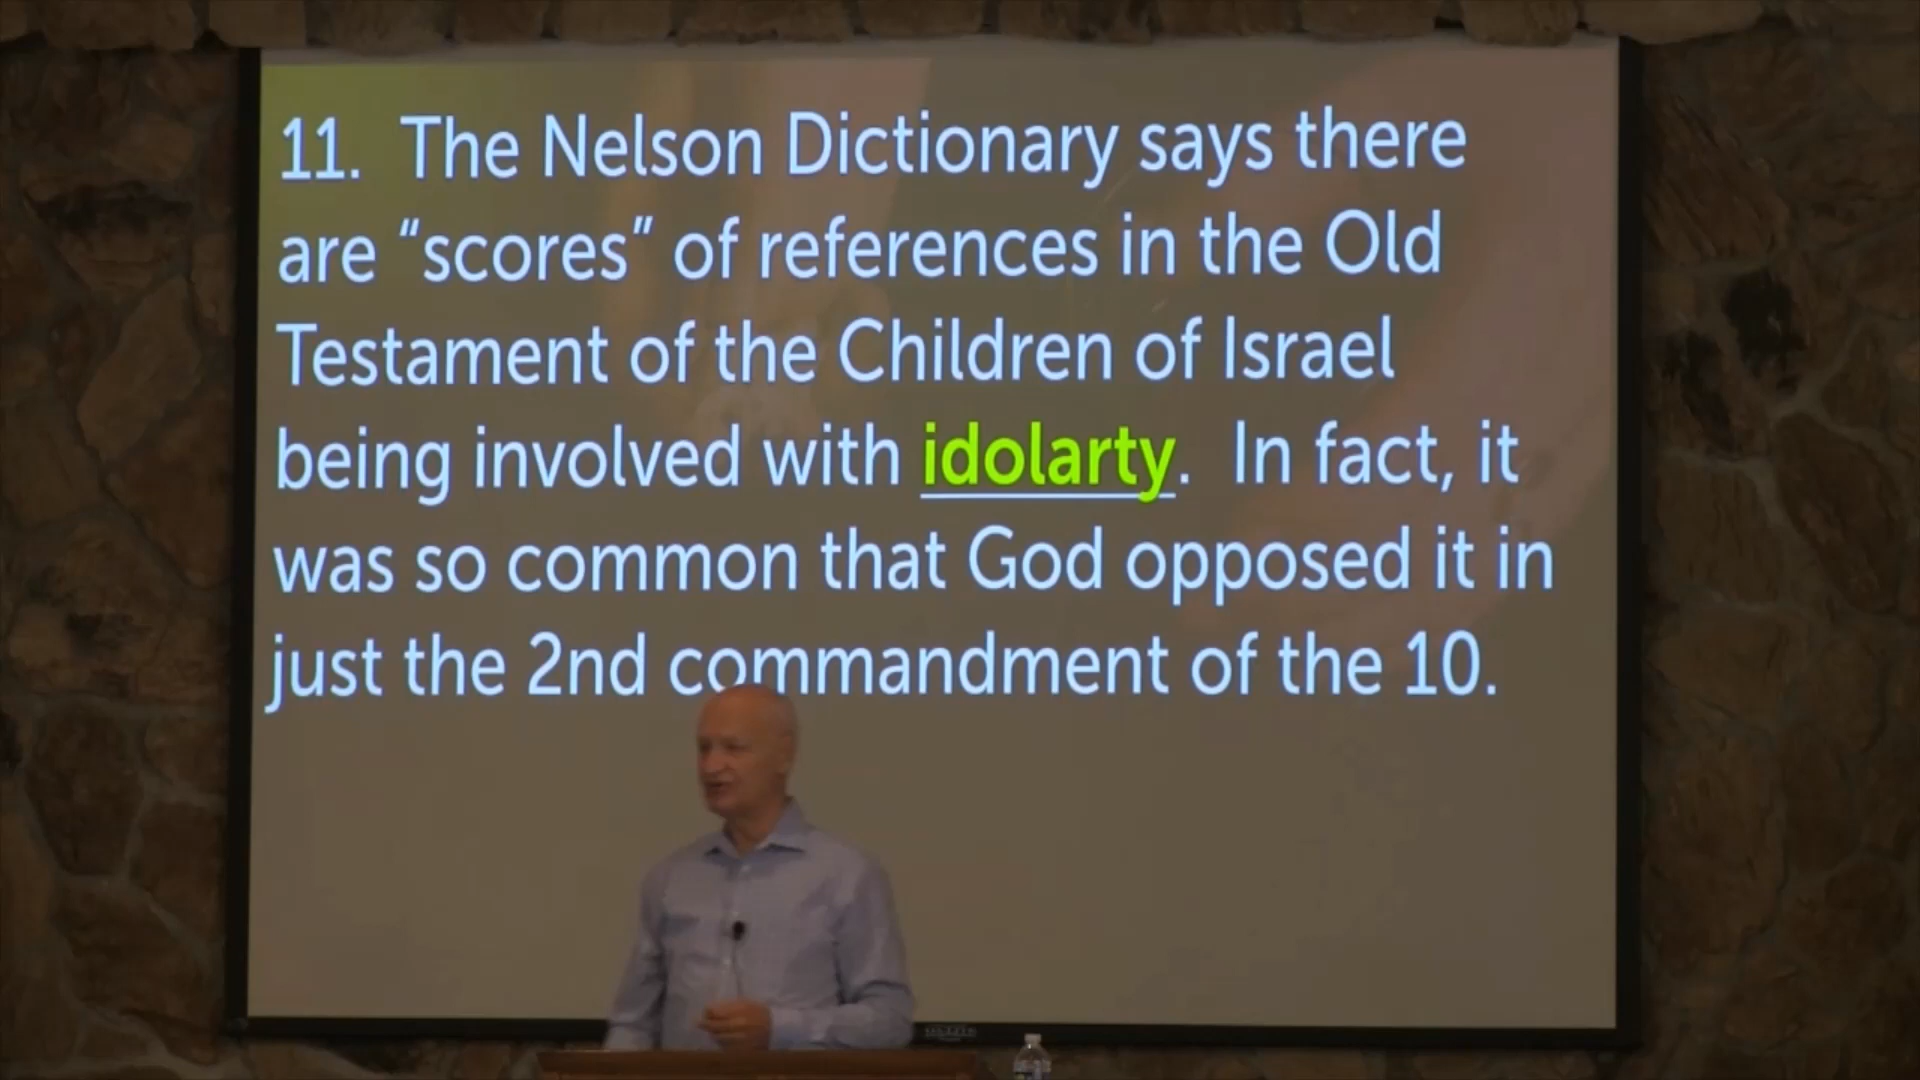 11. The Nelson Dictionary says there
are “scores” of references in the Old
Testament of the Children of Israel
being involved with idolarty. In fact, it
was so common that God opposed it in
just the 2nd commandment of the 10.